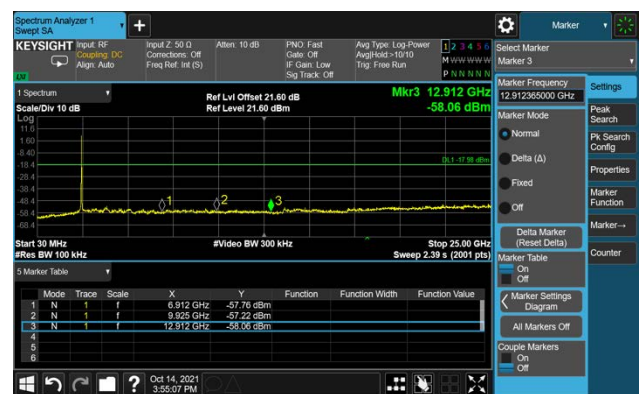 Spectrum Analyzer 1
Swept SA
Marker
KEYSIGHT
Input: RF
Coupling: DC
Align: Auto
Input Z: 50 Ω
Corrections: Off
Freq Ref: Int (S)
Atten: 10 dB
PNO: Fast
Gate: Off
IF Gain: Low
Sig Track: Off
Avg Type: Log-Power
Avg|Hold:>10/10
Trig: Free Run
1 2 3 4 5 6
M W W W W W
P N N N N N
Select Marker
Marker 3
1 Spectrum
Scale/Div 10 dB
Ref Lvl Offset 21.60 dB
Ref Level 21.60 dBm
Mkr3 12.912 GHz
-58.06 dBm
Log
11.6
1.60
-8.40
-18.4
-28.4
-38.4
-48.4
-58.4
-68.4
DL1 -17.98 dBm
1
2
3
Start 30 MHz
#Res BW 100 kHz
#Video BW 300 kHz
Stop 25.00 GHz
Sweep 2.39 s (2001 pts)
5 Marker Table
Mode Trace Scale X Y Function Function Width Function Value
1 N 1 f 6.912 GHz -57.76 dBm
2 N 1 f 9.925 GHz -57.22 dBm
3 N 1 f 12.912 GHz -58.06 dBm
4
5
6
Marker Frequency
12.912365000 GHz
Marker Mode
Normal
Delta (Δ)
Fixed
Off
Delta Marker
(Reset Delta)
Marker Table
On
Off
Marker Settings
Diagram
All Markers Off
Couple Markers
On
Off
Settings
Peak
Search
Pk Search
Config
Properties
Marker
Function
Marker→
Counter
?
Oct 14, 2021
3:55:07 PM